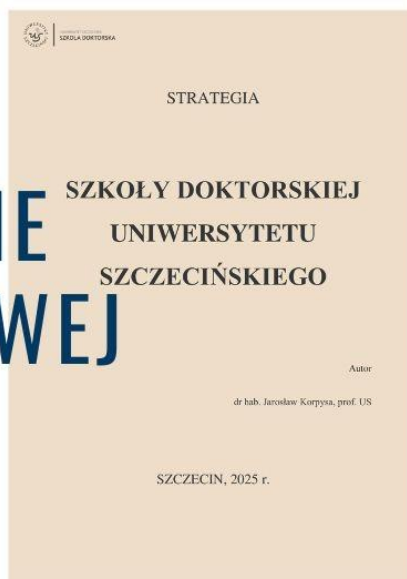 SZKOŁA DOKTORSKA
STRATEGIA
SZKOŁY DOKTORSKIEJ
UNIWERSYTETU
SZCZECIŃSKIEGO
IE
WEJ
Autor
dr hab. Jarosław Korpysa, prof. US
SZCZECIN, 2025 r.